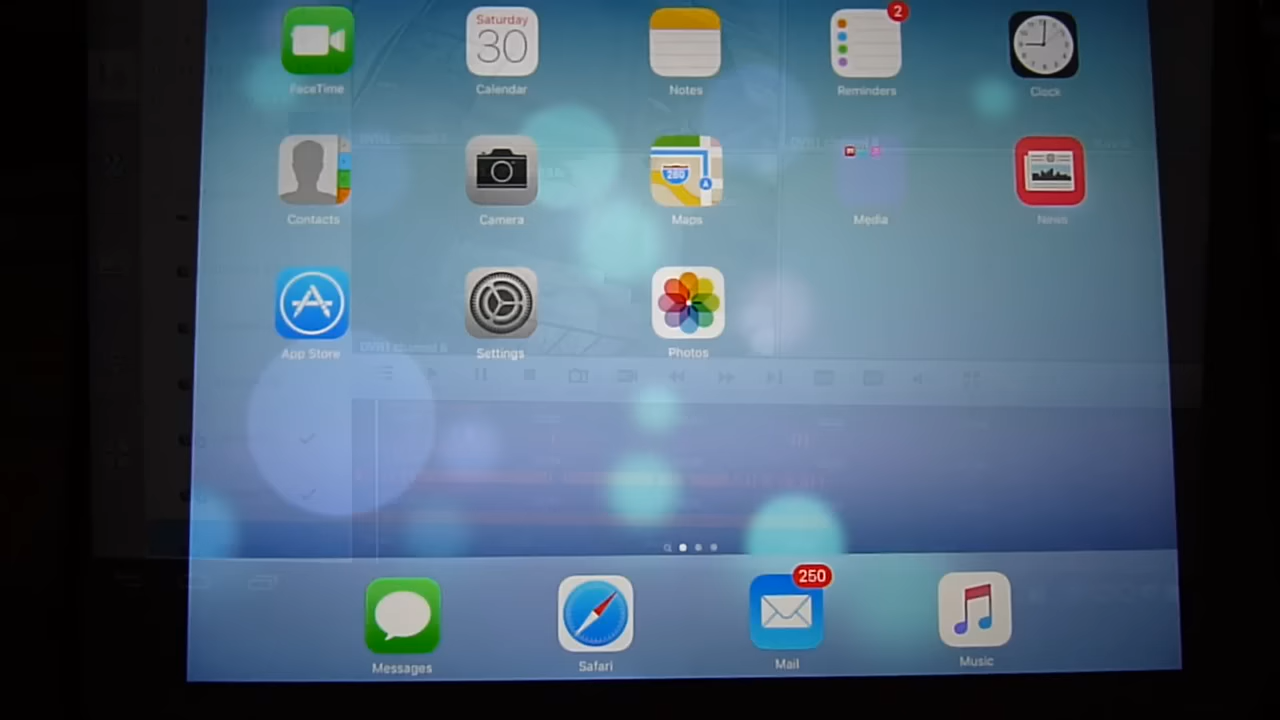 Saturday
30
2
FaceTime
Calendar
Notes
Reminders
Clock
280
Contacts
Camera
Maps
Media
News
App Store
Settings
Photos
250
Messages
Safari
Mail
Music